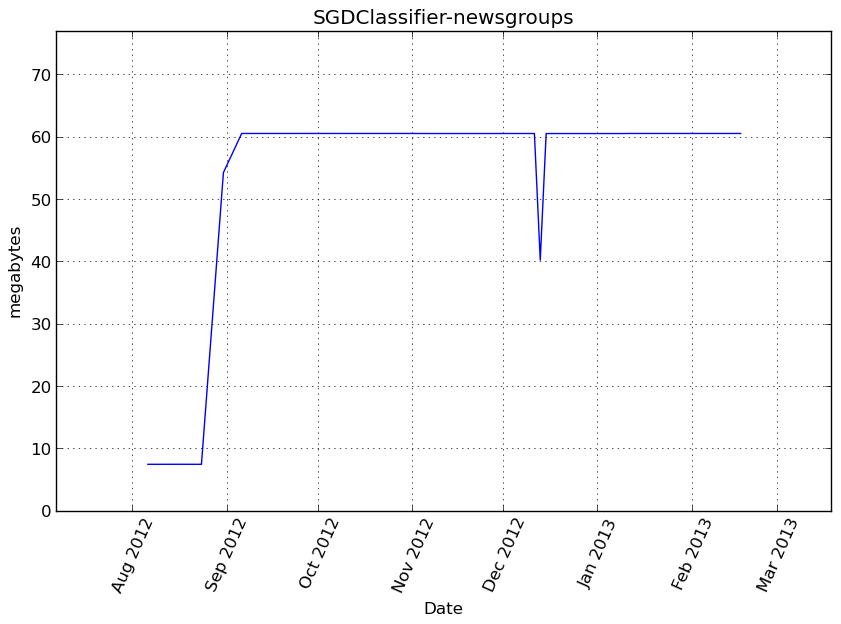 SGDClassifier-newsgroups
70
60
50
40
30
20
10
0
megabytes
Aug 2012
Sep 2012
Oct 2012
Nov 2012
Dec 2012
Jan 2013
Feb 2013
Mar 2013
Date